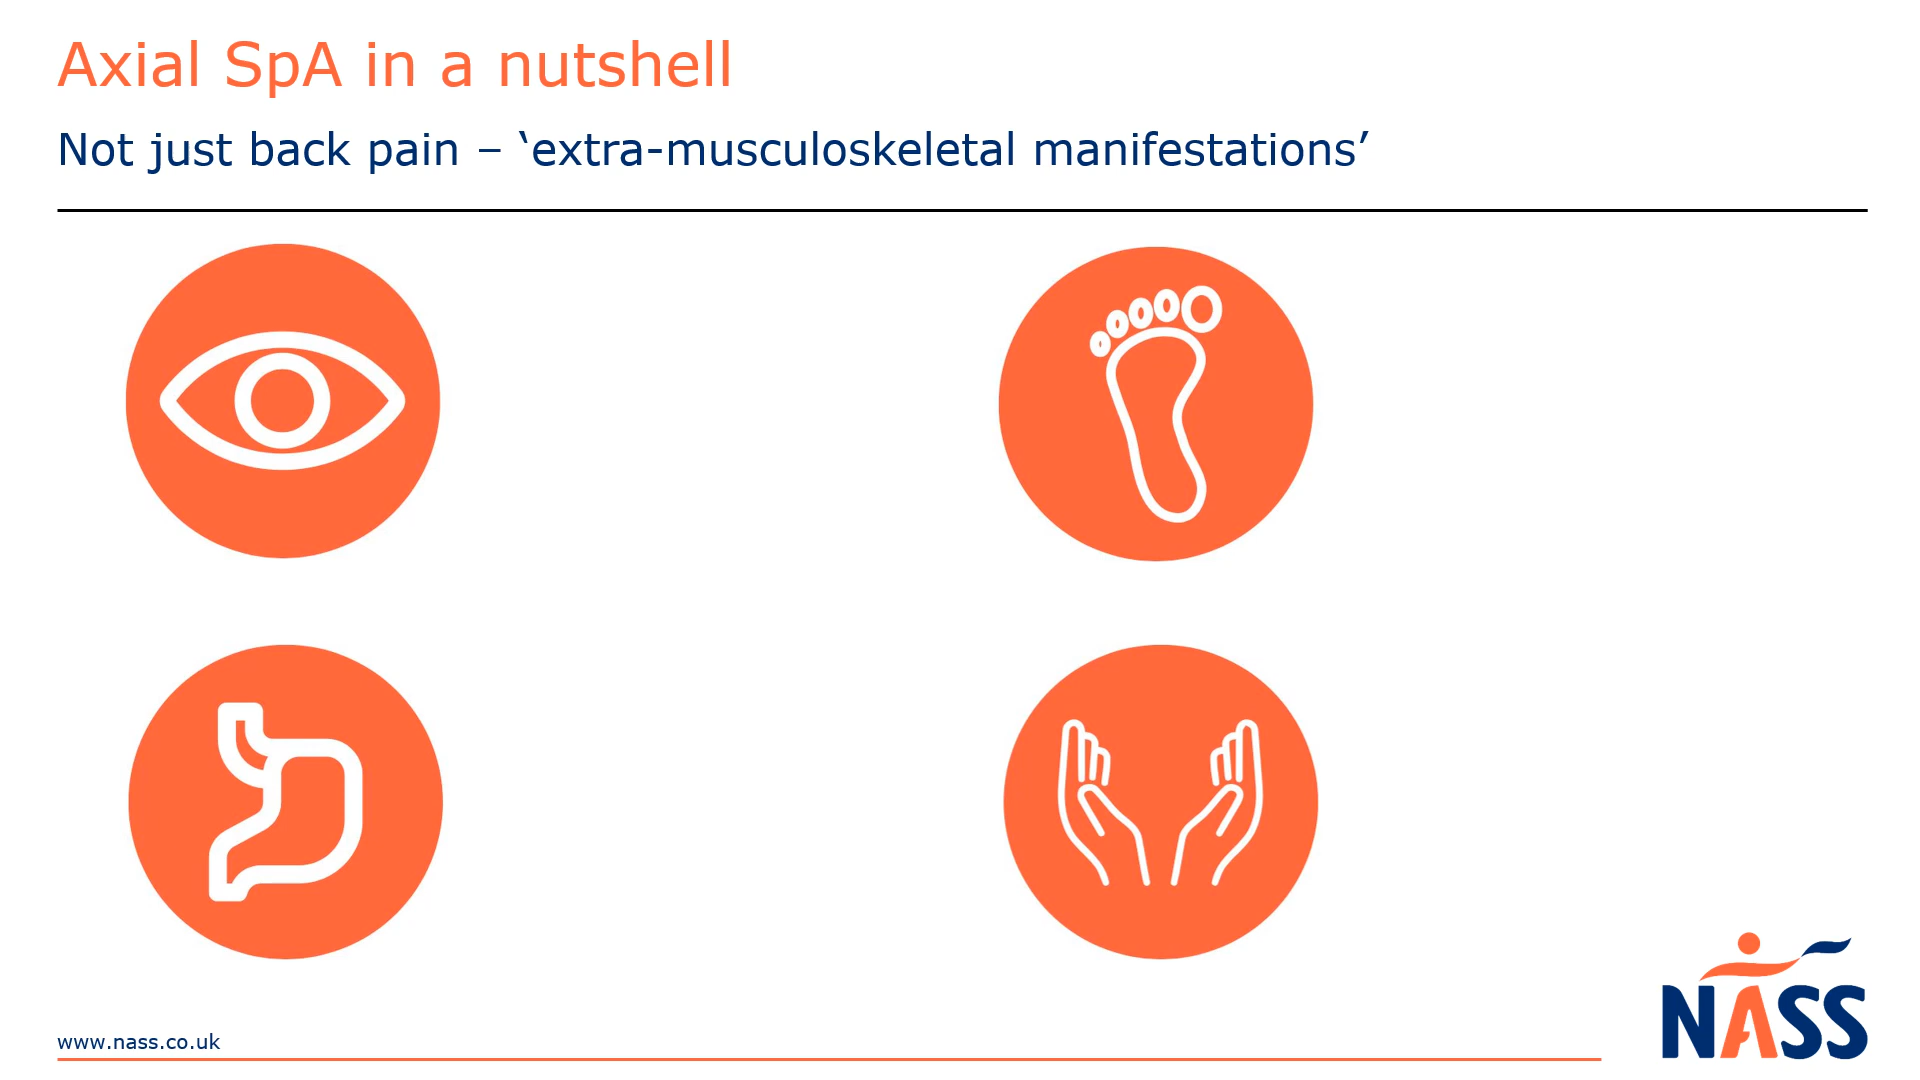 Axial SpA in a nutshell
Not just back pain – ‘extra-musculoskeletal manifestations’
www.nass.co.uk
NASS